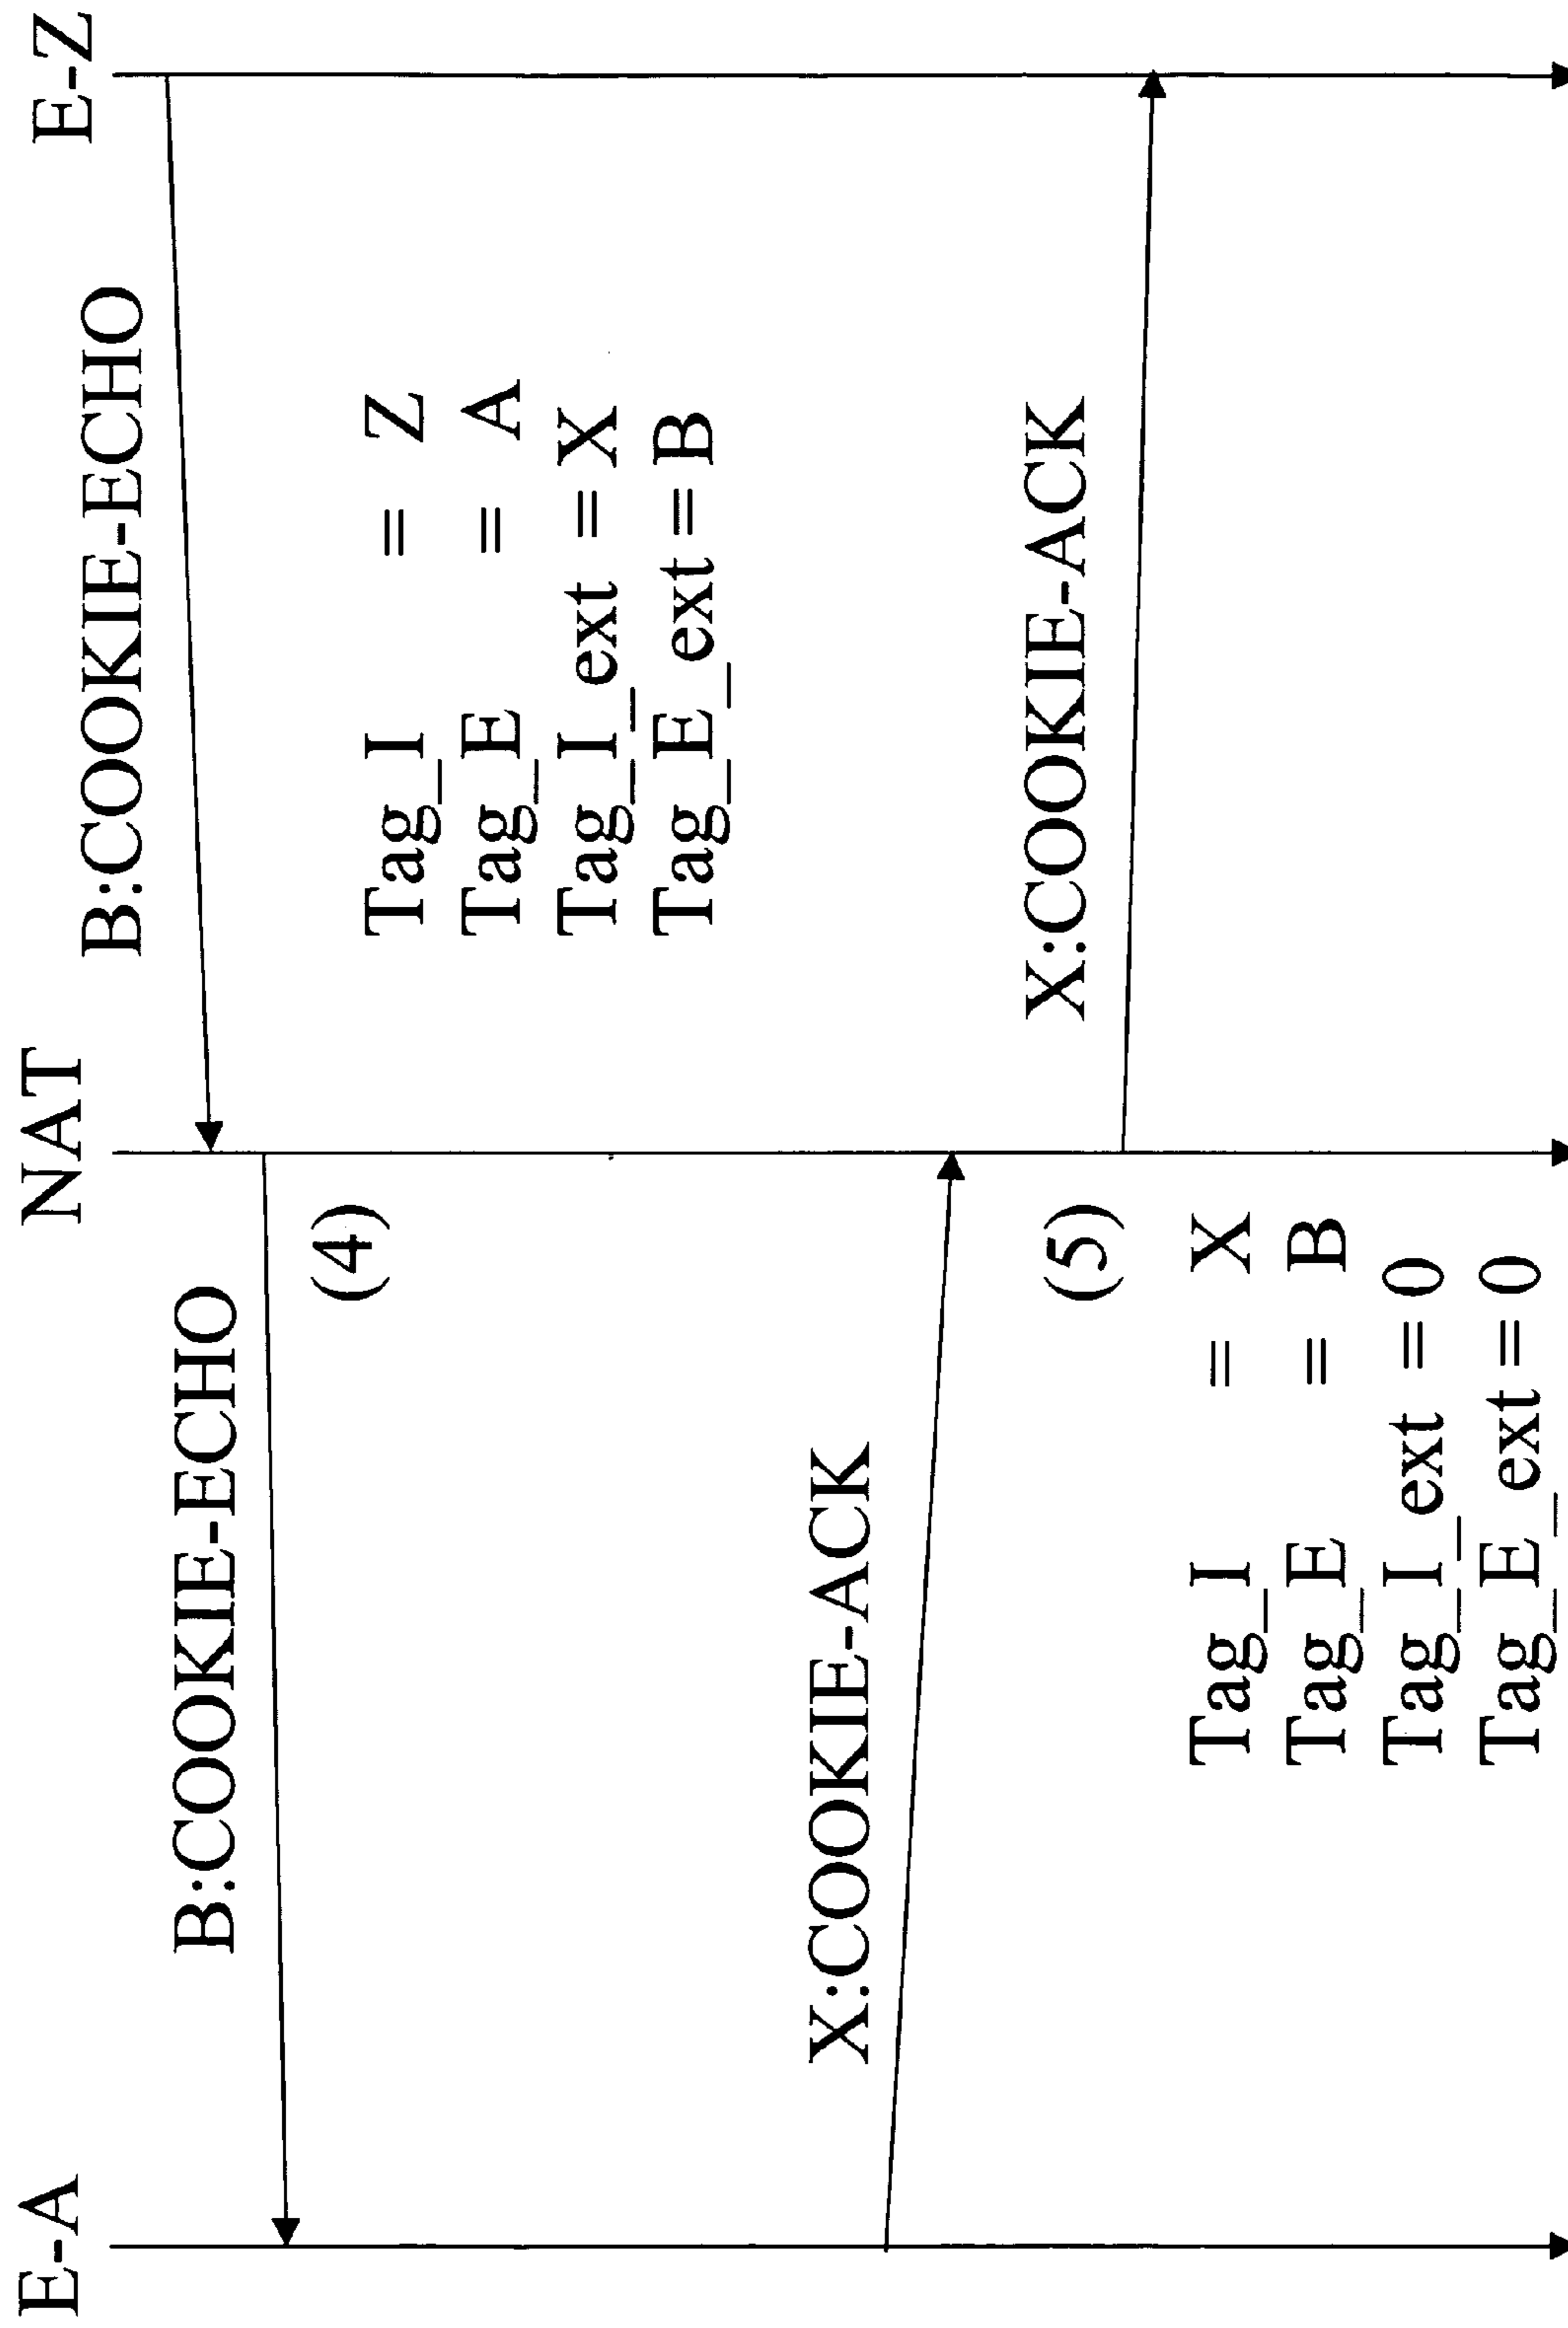 E-A
NAT
E-Z
B:COOKIE-ECHO
B:COOKIE-ECHO
(4)
Tag_I = Z
Tag_E = A
Tag_I_ext = X
Tag_E_ext = B
X:COOKIE-ACK
X:COOKIE-ACK
(5)
Tag_I = X
Tag_E = B
Tag_I_ext = 0
Tag_E_ext = 0